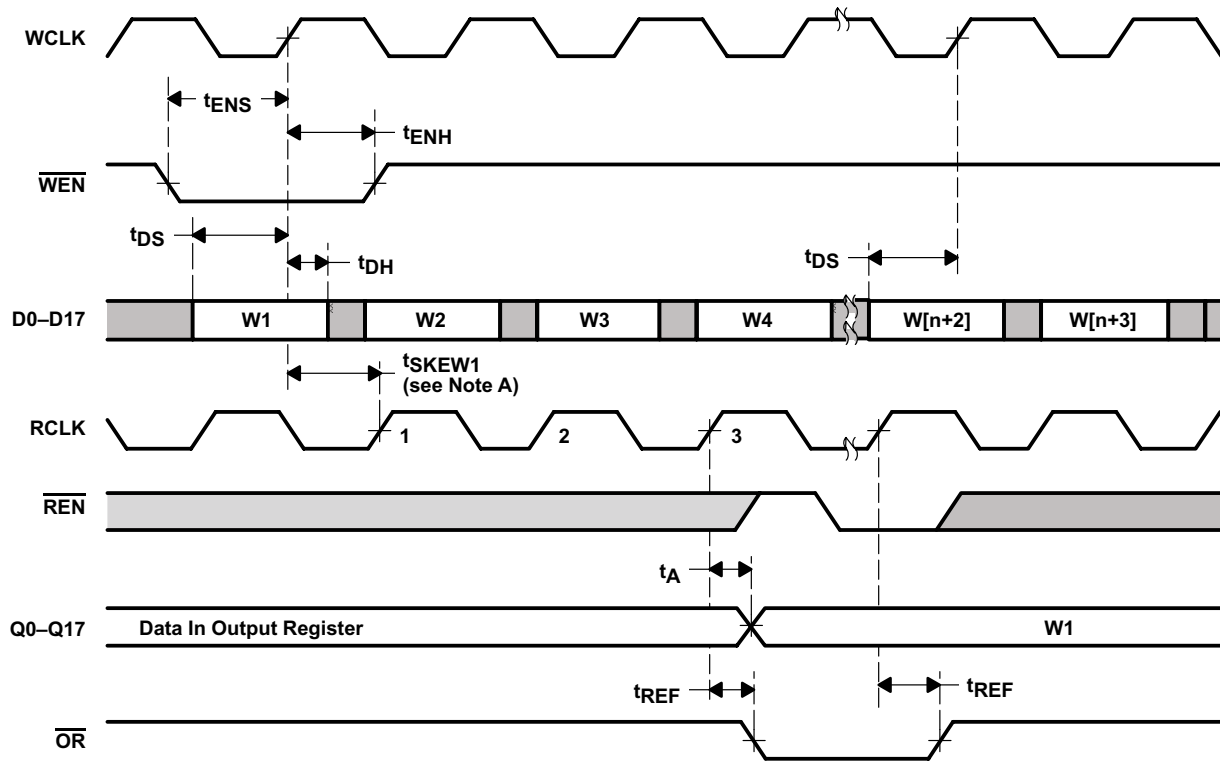 WCLK
tENS
tENH
WEN
tDS
tDH
tDS
D0–D17
W1
W2
W3
W4
W[n+2]
W[n+3]
tSKEW1
(see Note A)
RCLK
1
2
3
REN
tA
Q0–Q17
Data In Output Register
W1
tREF
tREF
OR